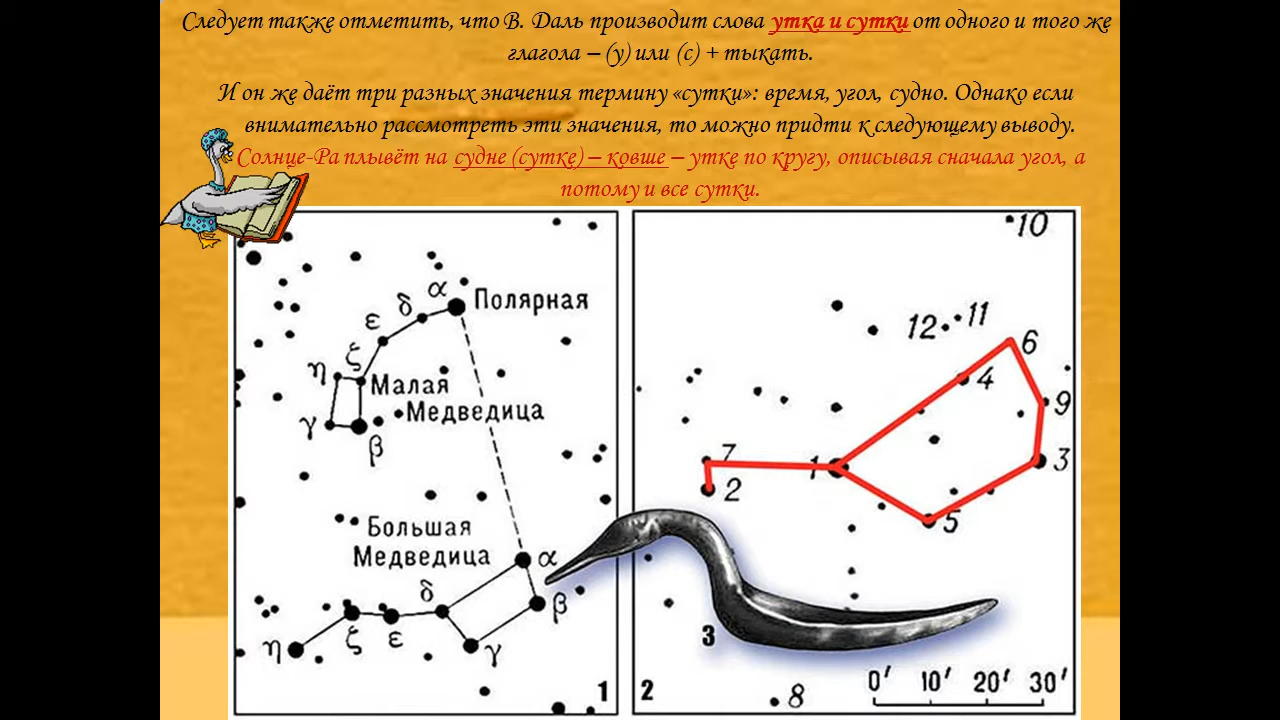 Следует также отметить, что В. Даль производит слова утка и сутки от одного и того же
глагола – (у) или (с) + тыкать.
И он же даёт три разных значения термину «сутки»: время, угол, судно. Однако если
внимательно рассмотреть эти значения, то можно придти к следующему выводу.
Солнце-Ра плывёт на судне (сутке) – ковше – утке по кругу, описывая сначала угол, а
потому и все сутки.
α Полярная
δ
ε
ζ
η
Малая
Медведица
γ
β
Большая
Медведица
α
β
δ
η ζ ε γ
1
10
12 11
6
4
9
7 1 3
2
5
3
8
2
0′ 10′ 20′ 30′